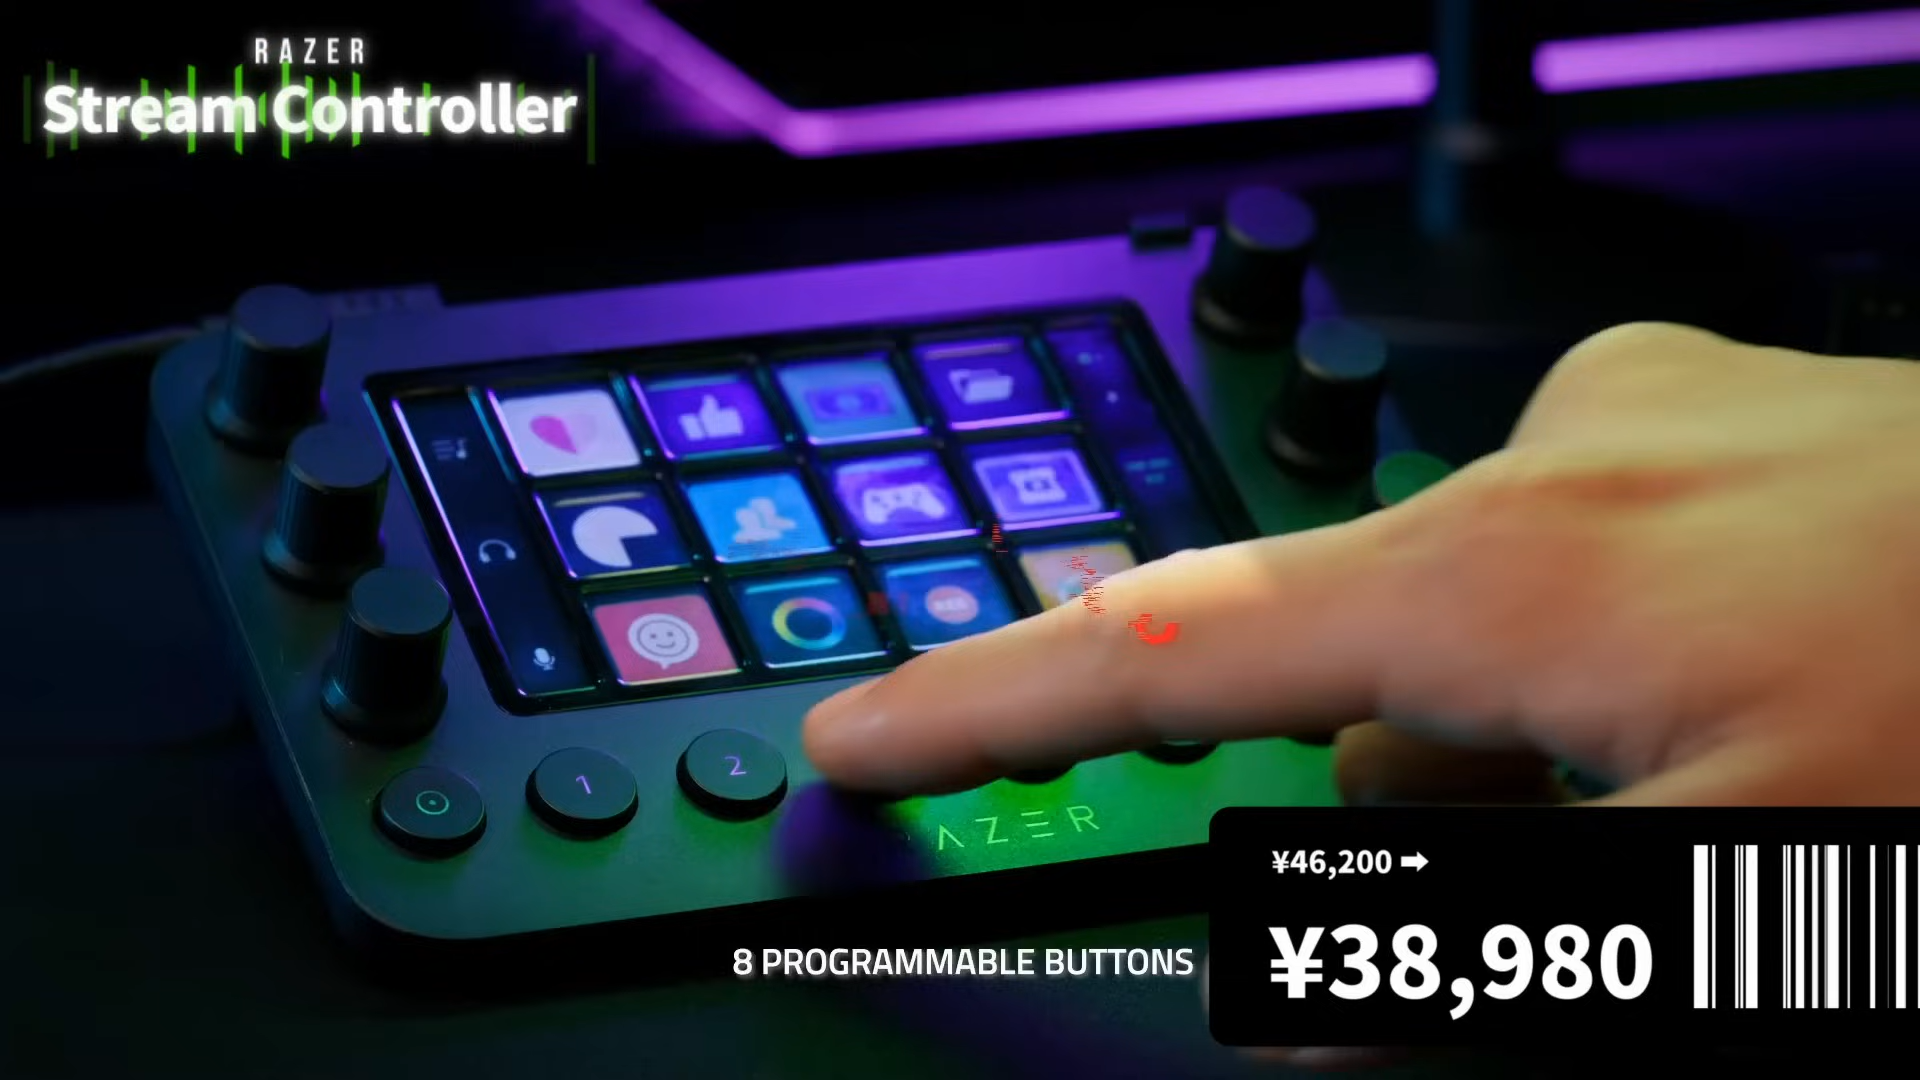 RAZER
Stream Controller
1
2
AZER
8 PROGRAMMABLE BUTTONS
¥46,200 ➡
¥38,980